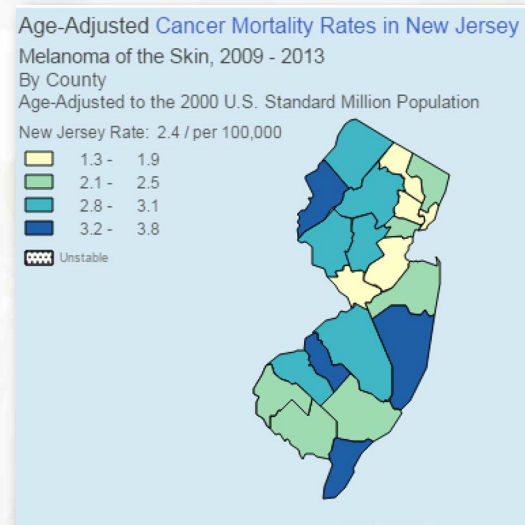 Age-Adjusted Cancer Mortality Rates in New Jersey
Melanoma of the Skin, 2009 - 2013
By County
Age-Adjusted to the 2000 U.S. Standard Million Population
New Jersey Rate: 2.4 / per 100,000
1.3 - 1.9
2.1 - 2.5
2.8 - 3.1
3.2 - 3.8
Unstable